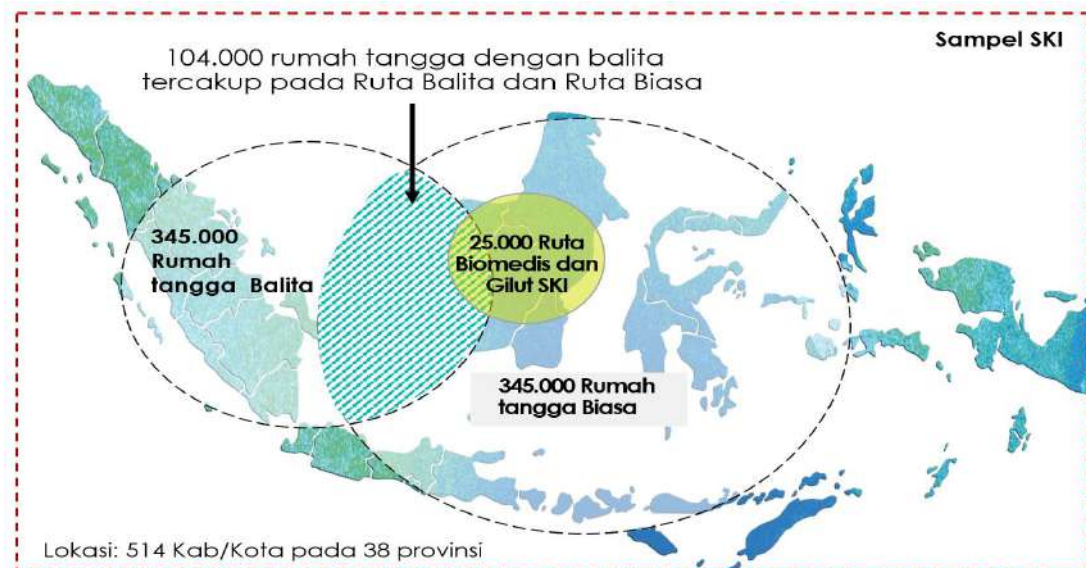 Sampel SKI
104.000 rumah tangga dengan balita
tercakup pada Ruta Balita dan Ruta Biasa
345.000
Rumah
tangga Balita
25.000 Ruta
Biomedis dan
Gilut SKI
345.000 Rumah
tangga Biasa
Lokasi: 514 Kab/Kota pada 38 provinsi